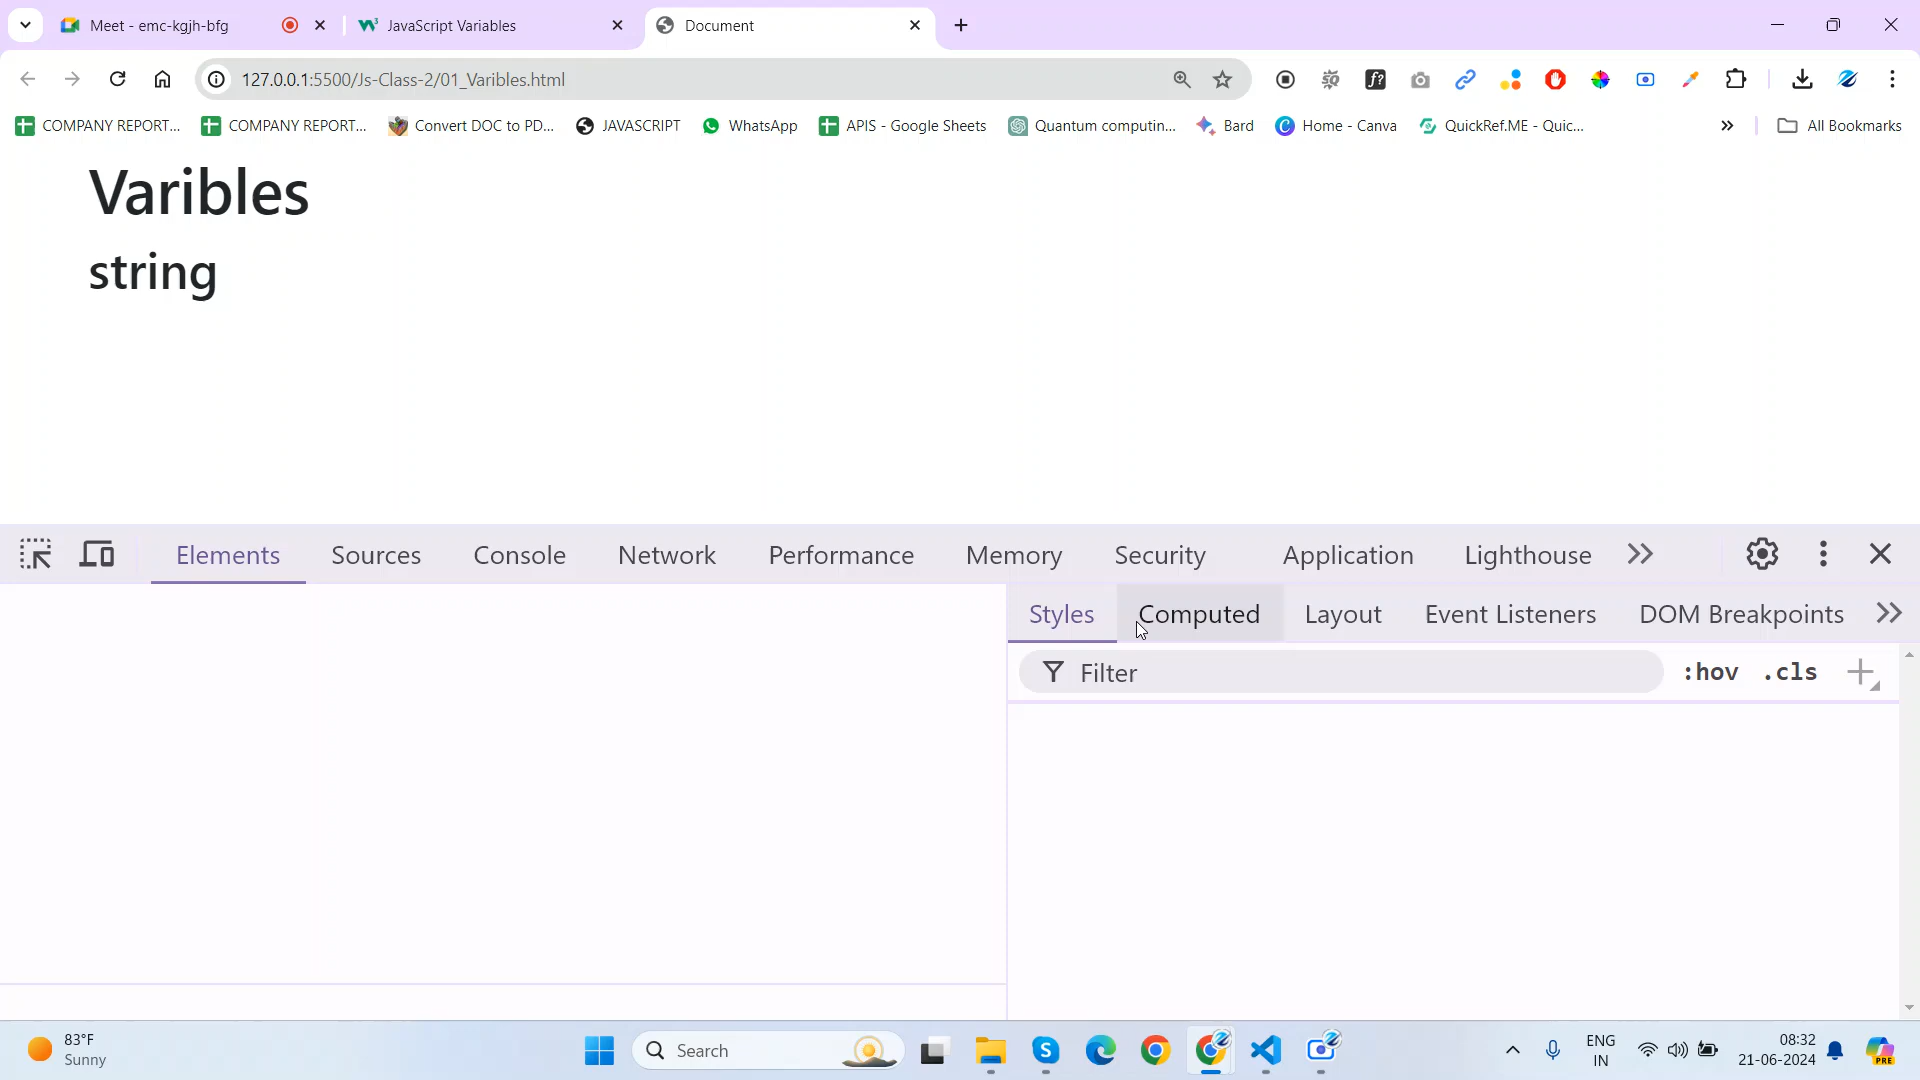 Meet - emc-kgjh-bfg
JavaScript Variables
Document
127.0.0.1:5500/Js-Class-2/01_Varibles.html
COMPANY REPORT...
COMPANY REPORT...
Convert DOC to PD...
JAVASCRIPT
WhatsApp
APIS - Google Sheets
Quantum computin...
Bard
Home - Canva
QuickRef.ME - Quic...
All Bookmarks
Varibles
string
Elements
Sources
Console
Network
Performance
Memory
Security
Application
Lighthouse
Styles
Computed
Layout
Event Listeners
DOM Breakpoints
Filter
:hov
.cls
83°F
Sunny
Search
ENG
IN
08:32
21-06-2024
PRE